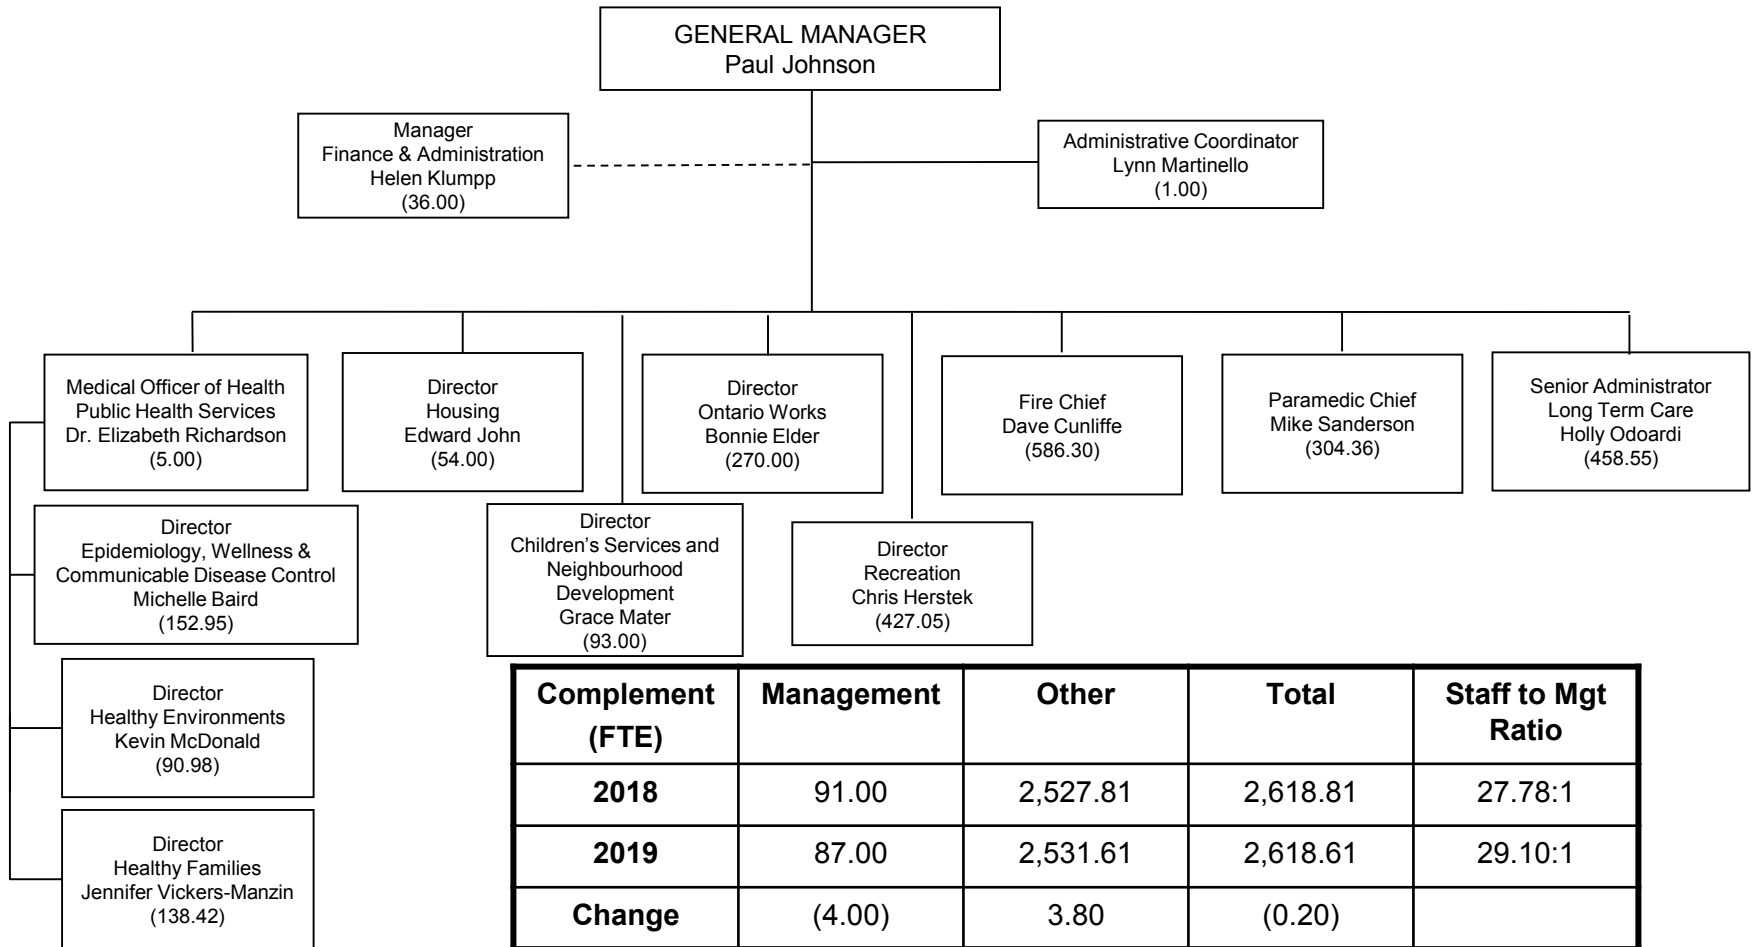 GENERAL MANAGER
Paul Johnson
Manager
Finance & Administration
Helen Klumpp
(36.00)
Administrative Coordinator
Lynn Martinello
(1.00)
Medical Officer of Health
Public Health Services
Dr. Elizabeth Richardson
(5.00)
Director
Housing
Edward John
(54.00)
Director
Ontario Works
Bonnie Elder
(270.00)
Fire Chief
Dave Cunliffe
(586.30)
Paramedic Chief
Mike Sanderson
(304.36)
Senior Administrator
Long Term Care
Holly Odoardi
(458.55)
Director
Epidemiology, Wellness &
Communicable Disease Control
Michelle Baird
(152.95)
Director
Children’s Services and
Neighbourhood
Development
Grace Mater
(93.00)
Director
Recreation
Chris Herstek
(427.05)
Director
Healthy Environments
Kevin McDonald
(90.98)
Director
Healthy Families
Jennifer Vickers-Manzin
(138.42)
Complement (FTE) Management Other Total Staff to Mgt Ratio
2018 91.00 2,527.81 2,618.81 27.78:1
2019 87.00 2,531.61 2,618.61 29.10:1
Change (4.00) 3.80 (0.20)